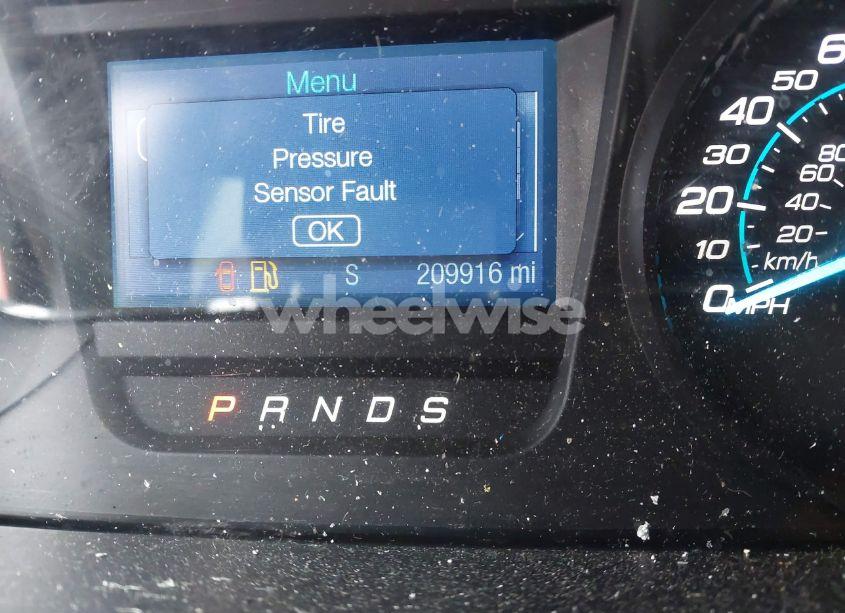 Menu
Tire
Pressure
Sensor Fault
OK
S 209916 mi
wheelwise
P R N D S
6
50
40
30
20
10
0
MPH
80
60
40
20
km/h